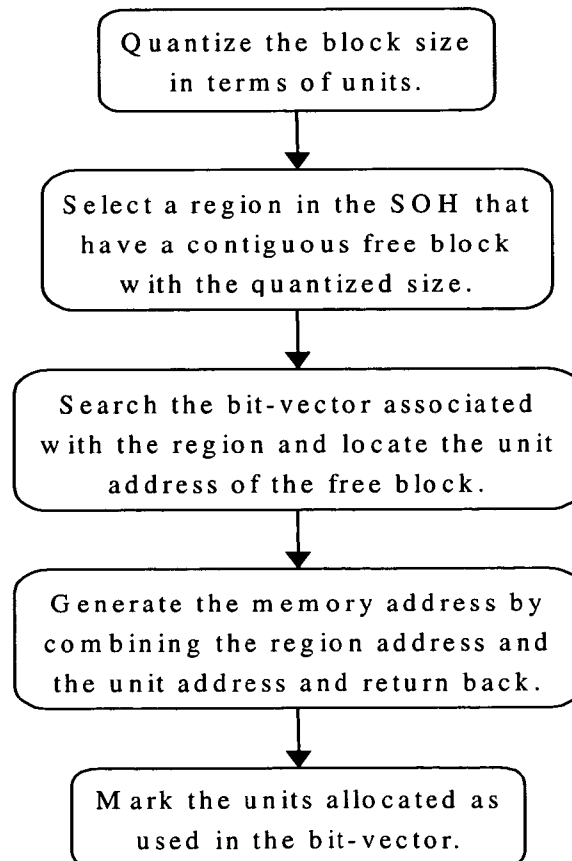 Quantize the block size
in terms of units.
Select a region in the SOH that
have a contiguous free block
with the quantized size.
Search the bit-vector associated
with the region and locate the unit
address of the free block.
Generate the memory address by
combining the region address and
the unit address and return back.
Mark the units allocated as
used in the bit-vector.